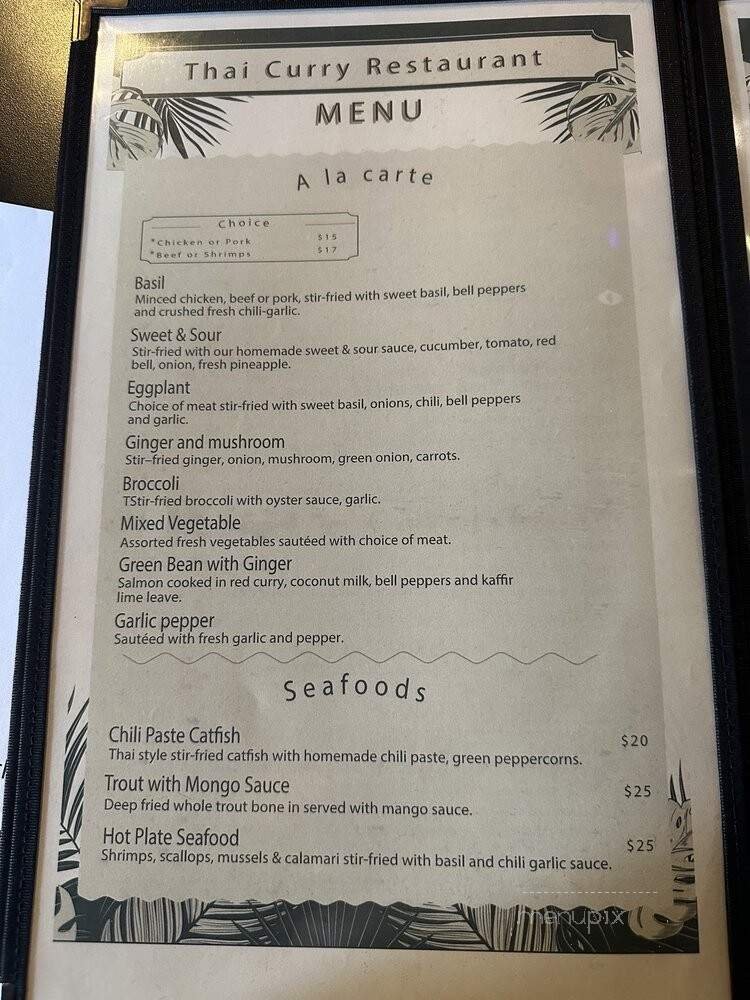 Thai Curry Restaurant
MENU
A la carte
Choice
*Chicken or Pork $15
*Beef or Shrimps $17
Basil
Minced chicken, beef or pork, stir-fried with sweet basil, bell peppers
and crushed fresh chili-garlic.
Sweet & Sour
Stir-fried with our homemade sweet & sour sauce, cucumber, tomato, red
bell, onion, fresh pineapple.
Eggplant
Choice of meat stir-fried with sweet basil, onions, chili, bell peppers
and garlic.
Ginger and mushroom
Stir–fried ginger, onion, mushroom, green onion, carrots.
Broccoli
TStir-fried broccoli with oyster sauce, garlic.
Mixed Vegetable
Assorted fresh vegetables sautéed with choice of meat.
Green Bean with Ginger
Salmon cooked in red curry, coconut milk, bell peppers and kaffir
lime leave.
Garlic pepper
Sautéed with fresh garlic and pepper.
Seafoods
Chili Paste Catfish $20
Thai style stir-fried catfish with homemade chili paste, green peppercorns.
Trout with Mongo Sauce $25
Deep fried whole trout bone in served with mango sauce.
Hot Plate Seafood $25
Shrimps, scallops, mussels & calamari stir-fried with basil and chili garlic sauce.
menupix